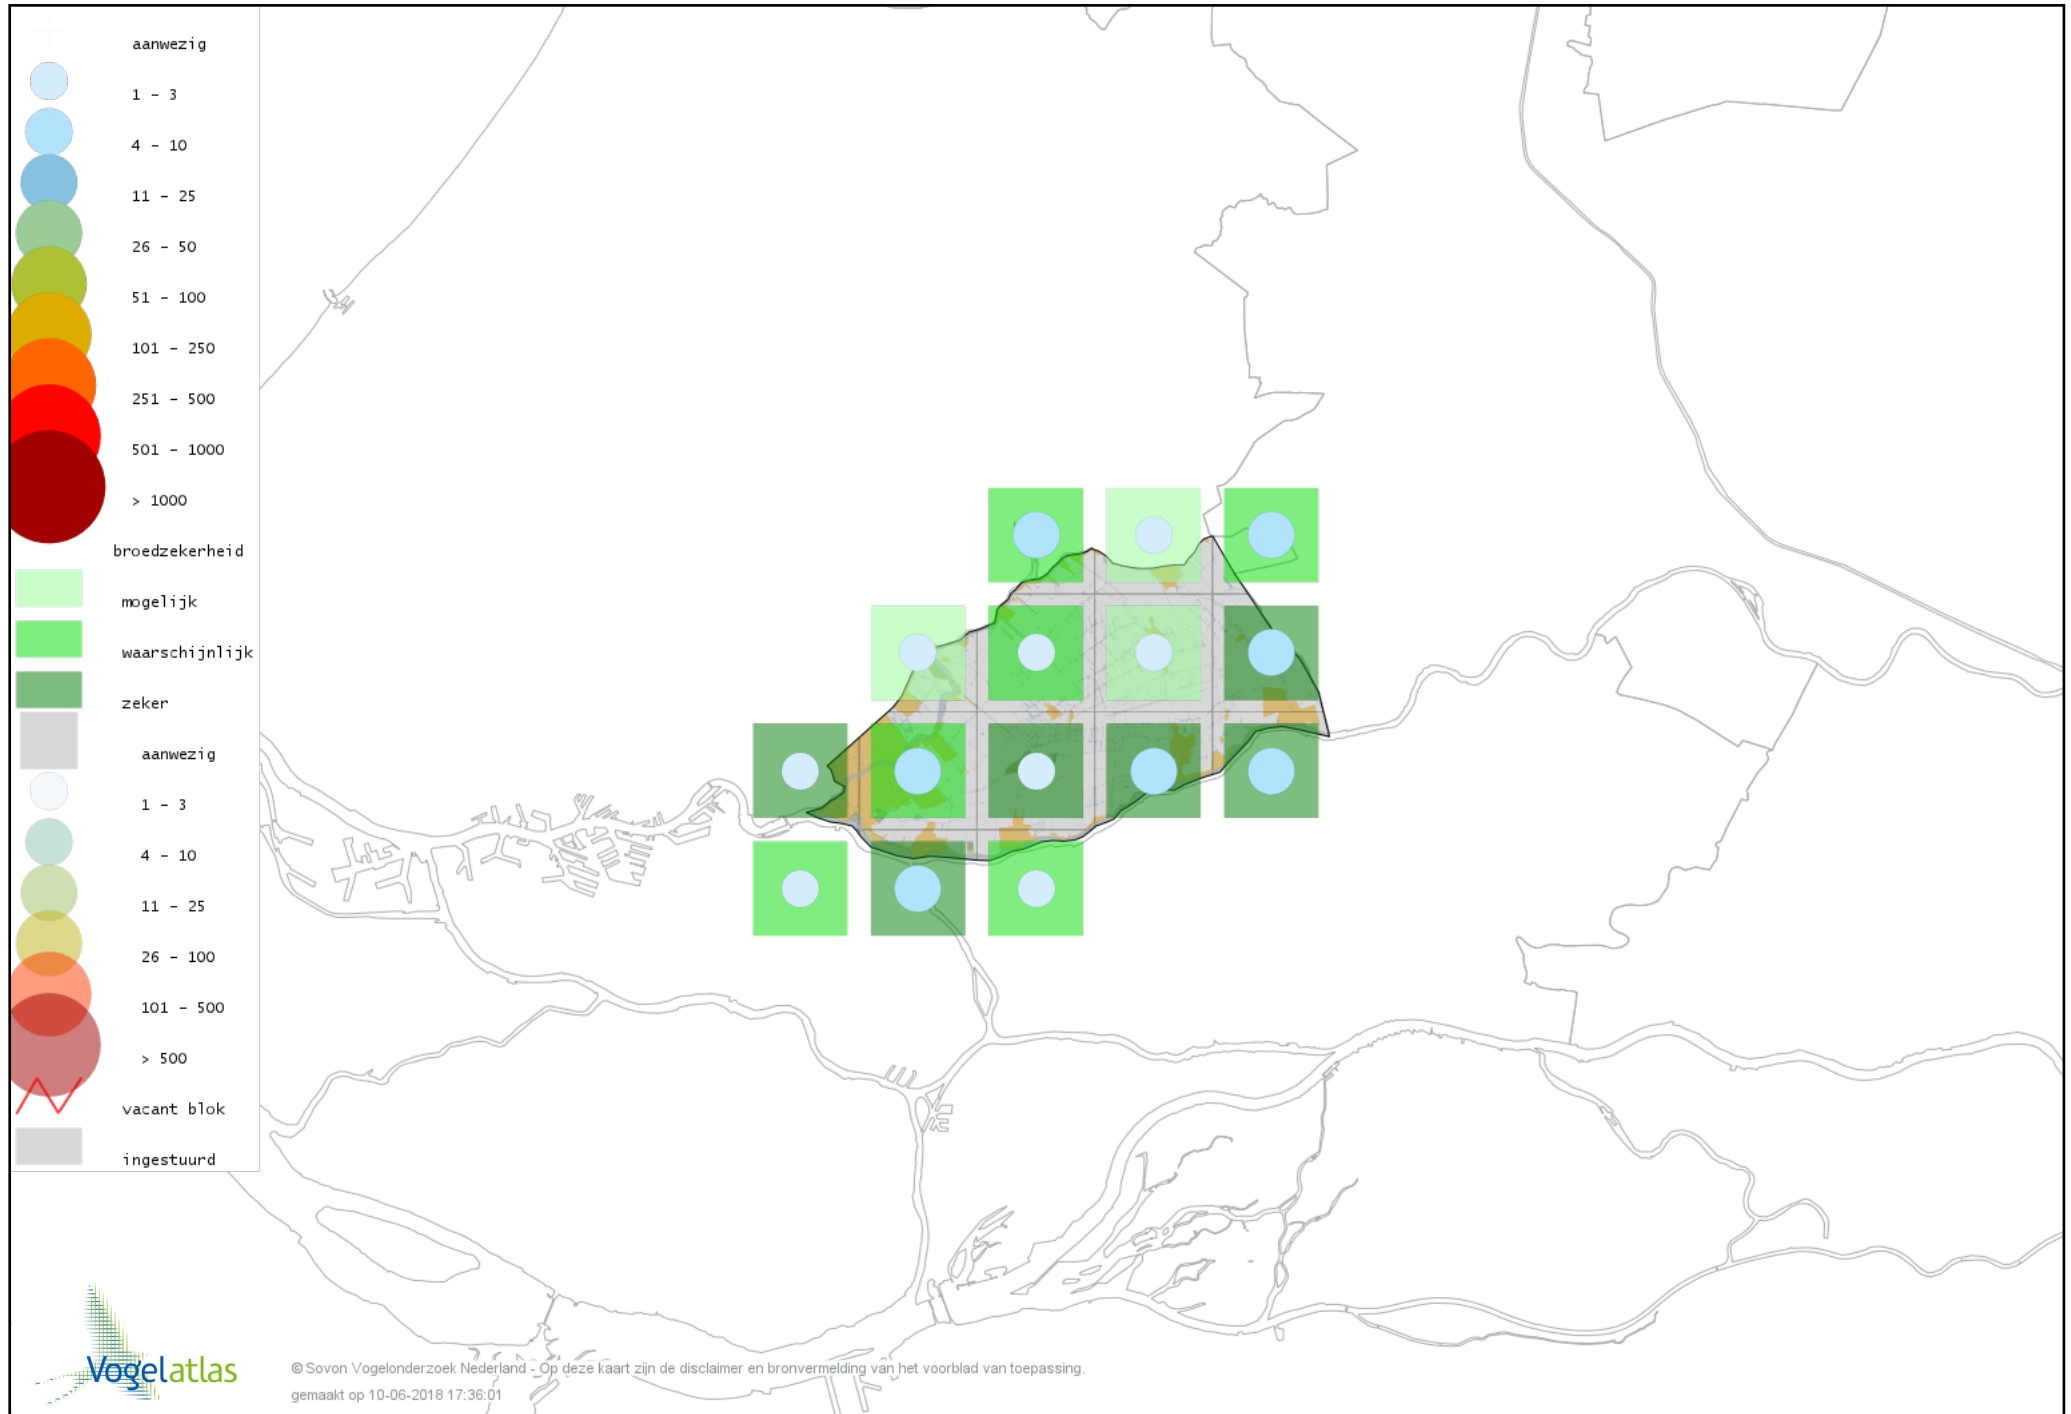 aanwezig
1 - 3
4 - 10
11 - 25
26 - 50
51 - 100
101 - 250
251 - 500
501 - 1000
> 1000
broedzekerheid
mogelijk
waarschijnlijk
zeker
aanwezig
1 - 3
4 - 10
11 - 25
26 - 100
101 - 500
> 500
vacant blok
ingestuurd
Vogelatlas
© Sovon Vogelonderzoek Nederland - Op deze kaart zijn de disclaimer en bronvermelding van het voorblad van toepassing.
gemaakt op 10-06-2018 17:36:01